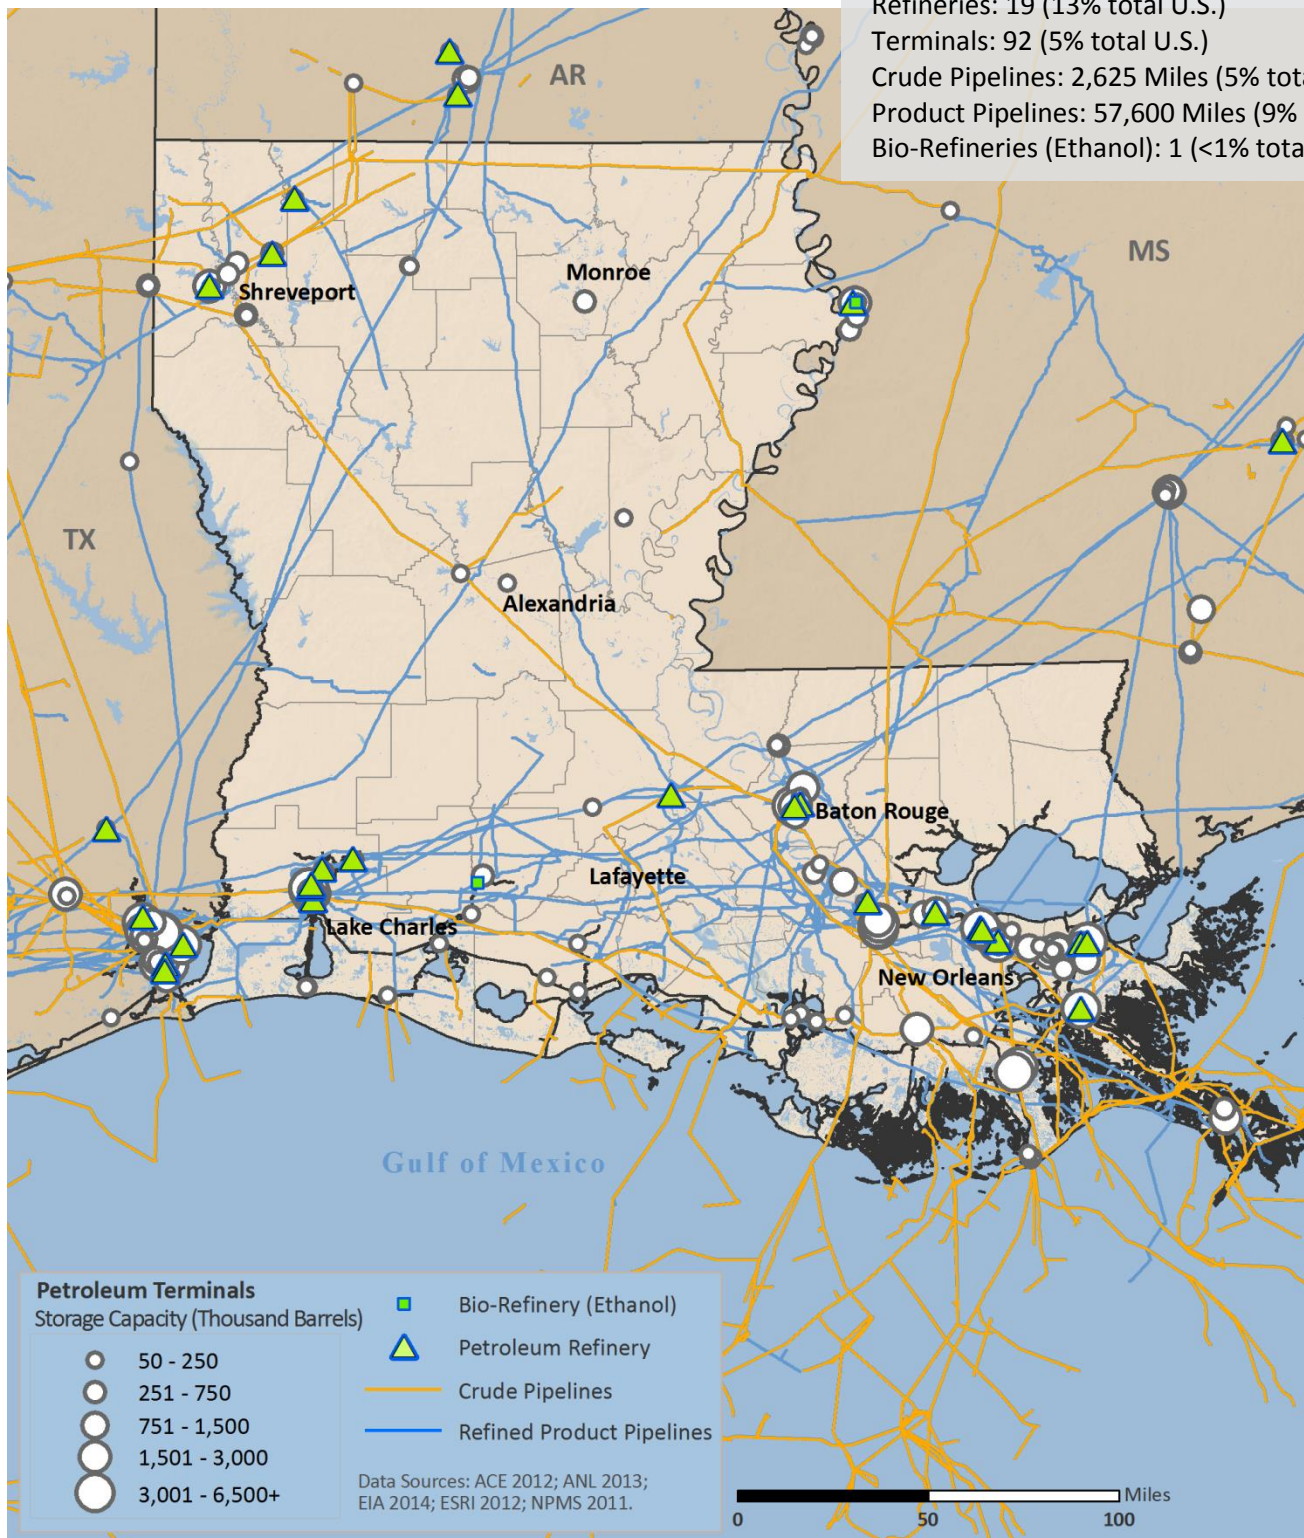 Refineries: 19 (13% total U.S.)
Terminals: 92 (5% total U.S.)
Crude Pipelines: 2,625 Miles (5% tota
Product Pipelines: 57,600 Miles (9%
Bio-Refineries (Ethanol): 1 (<1% tota
AR
MS
Monroe
Shreveport
TX
Alexandria
Baton Rouge
Lafayette
Lake Charles
New Orleans
Gulf of Mexico
Petroleum Terminals
Storage Capacity (Thousand Barrels)
50 - 250
251 - 750
751 - 1,500
1,501 - 3,000
3,001 - 6,500+
Bio-Refinery (Ethanol)
Petroleum Refinery
Crude Pipelines
Refined Product Pipelines
Data Sources: ACE 2012; ANL 2013;
EIA 2014; ESRI 2012; NPMS 2011.
Miles
0 50 100